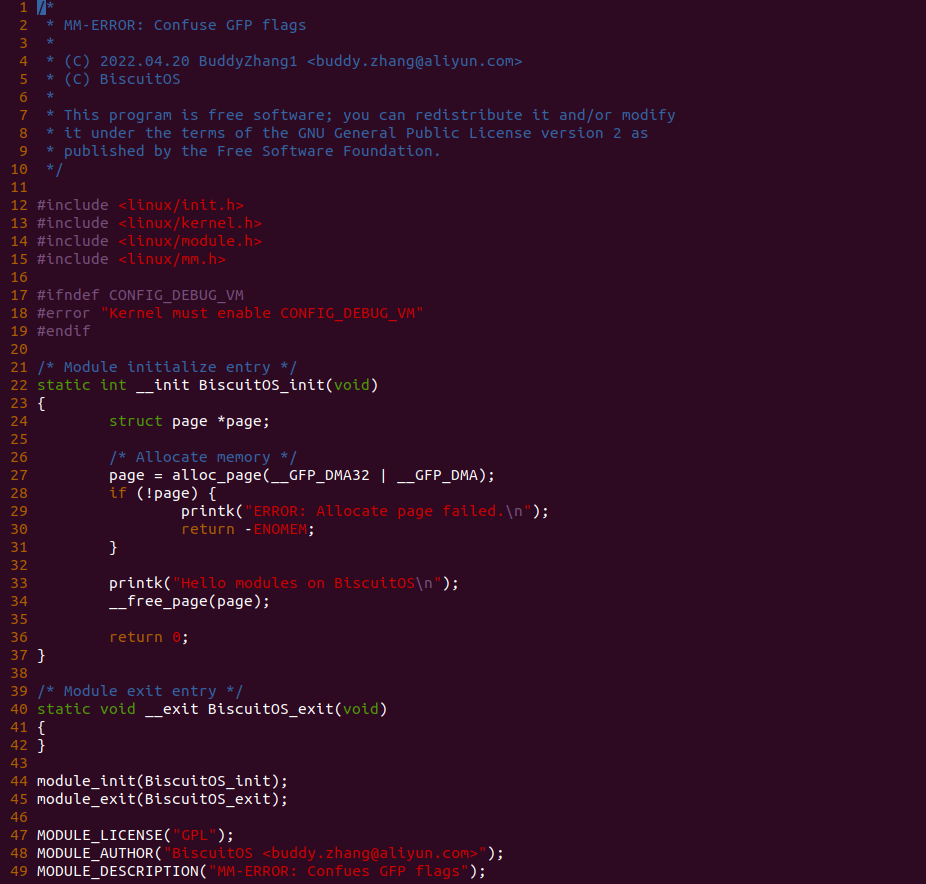 1 /*
2  * MM-ERROR: Confuse GFP flags
3  *
4  * (C) 2022.04.20 BuddyZhang1 <buddy.zhang@aliyun.com>
5  * (C) BiscuitOS
6  *
7  * This program is free software; you can redistribute it and/or modify
8  * it under the terms of the GNU General Public License version 2 as
9  * published by the Free Software Foundation.
10  */
11
12 #include <linux/init.h>
13 #include <linux/kernel.h>
14 #include <linux/module.h>
15 #include <linux/mm.h>
16
17 #ifndef CONFIG_DEBUG_VM
18 #error "Kernel must enable CONFIG_DEBUG_VM"
19 #endif
20
21 /* Module initialize entry */
22 static int __init BiscuitOS_init(void)
23 {
24         struct page *page;
25
26         /* Allocate memory */
27         page = alloc_page(__GFP_DMA32 | __GFP_DMA);
28         if (!page) {
29                 printk("ERROR: Allocate page failed.\n");
30                 return -ENOMEM;
31         }
32
33         printk("Hello modules on BiscuitOS\n");
34         __free_page(page);
35
36         return 0;
37 }
38
39 /* Module exit entry */
40 static void __exit BiscuitOS_exit(void)
41 {
42 }
43
44 module_init(BiscuitOS_init);
45 module_exit(BiscuitOS_exit);
46
47 MODULE_LICENSE("GPL");
48 MODULE_AUTHOR("BiscuitOS <buddy.zhang@aliyun.com>");
49 MODULE_DESCRIPTION("MM-ERROR: Confues GFP flags");